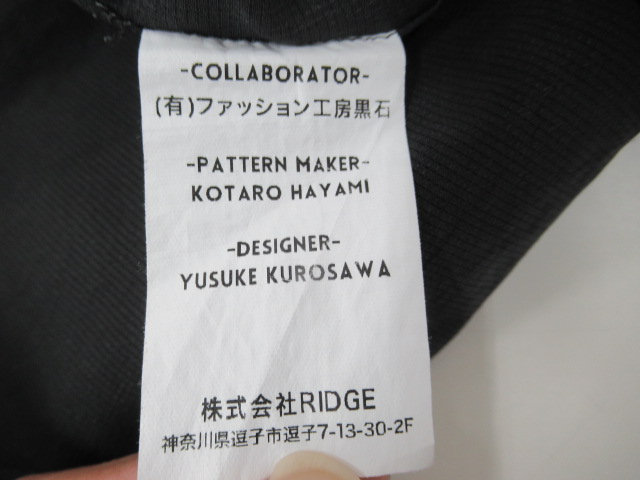 -COLLABORATOR-
(有)ファッション工房黒石
-PATTERN MAKER-
KOTARO HAYAMI
-DESIGNER-
YUSUKE KUROSAWA
株式会社RIDGE
神奈川県逗子市逗子7-13-30-2F